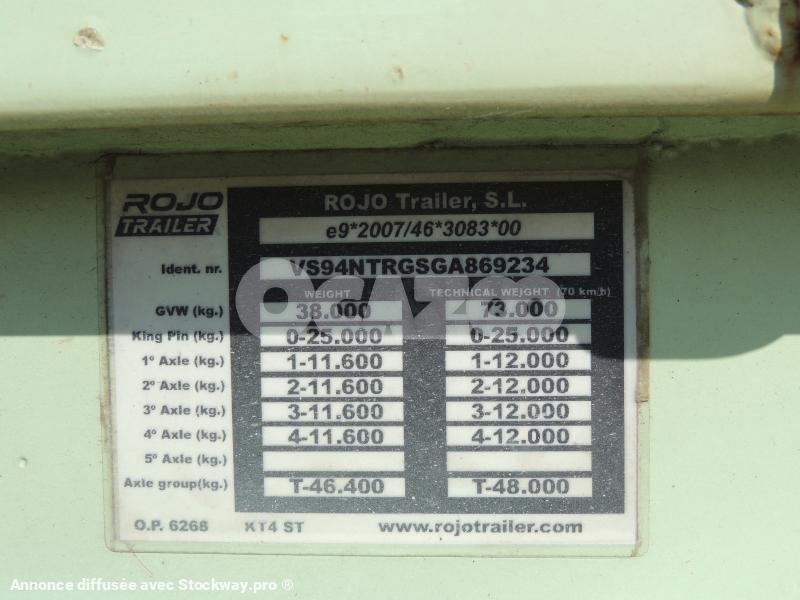 ROJO
TRAILER
ROJO Trailer, S.L.
e9*2007/46*3083*00
Ident. nr. VS94NTRGSGA869234
WEIGHT TECHNICAL WEIGHT (70 km/h)
GVW (kg.) 38.000 73.000
King Pin (kg.) 0-25.000 0-25.000
1º Axle (kg.) 1-11.600 1-12.000
2º Axle (kg.) 2-11.600 2-12.000
3º Axle (kg.) 3-11.600 3-12.000
4º Axle (kg.) 4-11.600 4-12.000
5º Axle (kg.)
Axle group(kg.) T-46.400 T-48.000
O.P. 6268 KT4 ST www.rojotrailer.com
OCAZOO
Annonce diffusée avec Stockway.pro ®